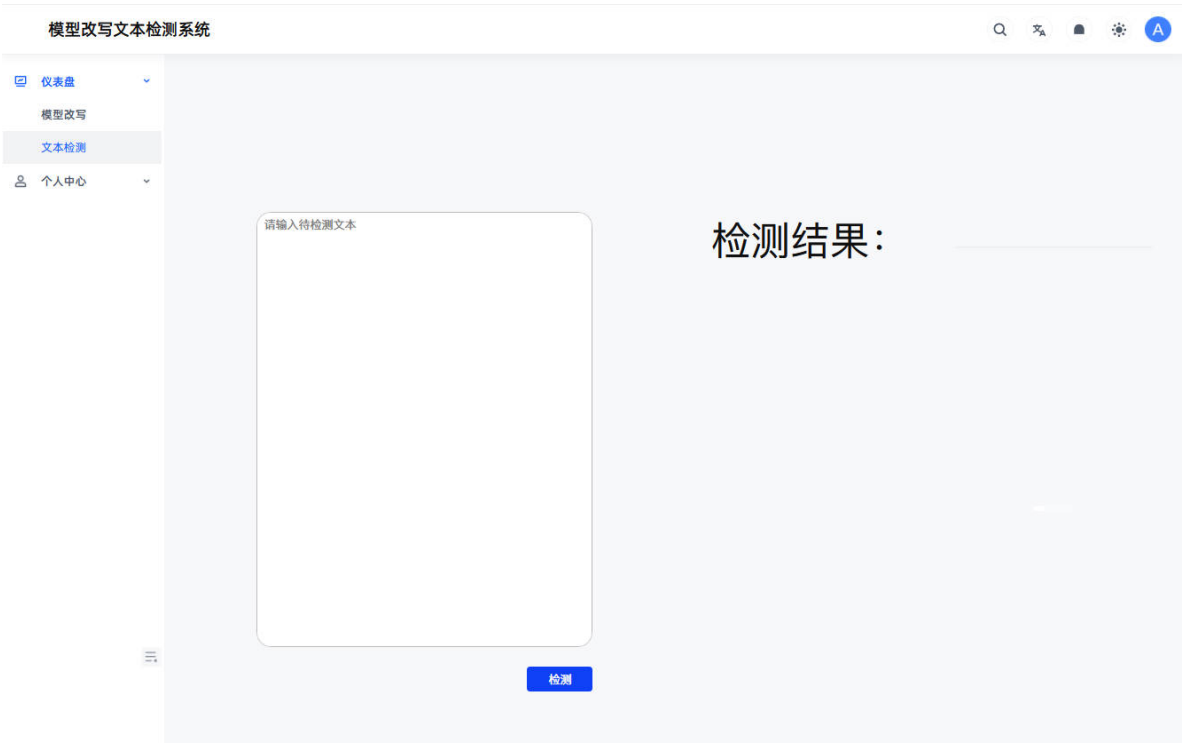 模型改写文本检测系统
A
仪表盘
模型改写
文本检测
个人中心
请输入待检测文本
检测结果：
检测